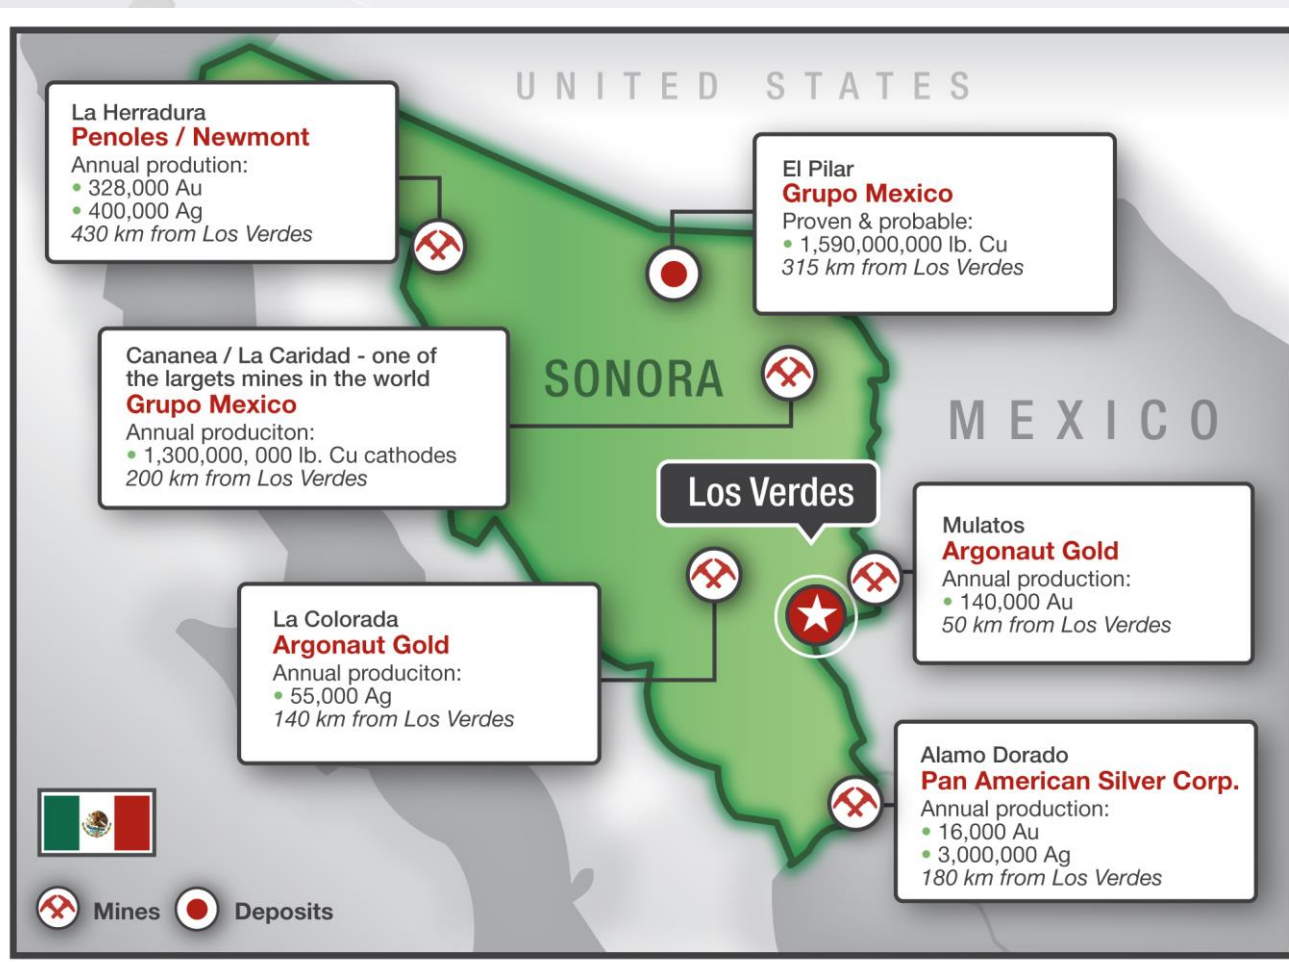 UNITED STATES
La Herradura
Penoles / Newmont
Annual prodution:
• 328,000 Au
• 400,000 Ag
430 km from Los Verdes
El Pilar
Grupo Mexico
Proven & probable:
• 1,590,000,000 lb. Cu
315 km from Los Verdes
Cananea / La Caridad - one of
the largets mines in the world
Grupo Mexico
Annual produciton:
• 1,300,000, 000 lb. Cu cathodes
200 km from Los Verdes
SONORA
MEXICO
Los Verdes
Mulatos
Argonaut Gold
Annual production:
• 140,000 Au
50 km from Los Verdes
La Colorada
Argonaut Gold
Annual produciton:
• 55,000 Ag
140 km from Los Verdes
Alamo Dorado
Pan American Silver Corp.
Annual production:
• 16,000 Au
• 3,000,000 Ag
180 km from Los Verdes
Mines
Deposits